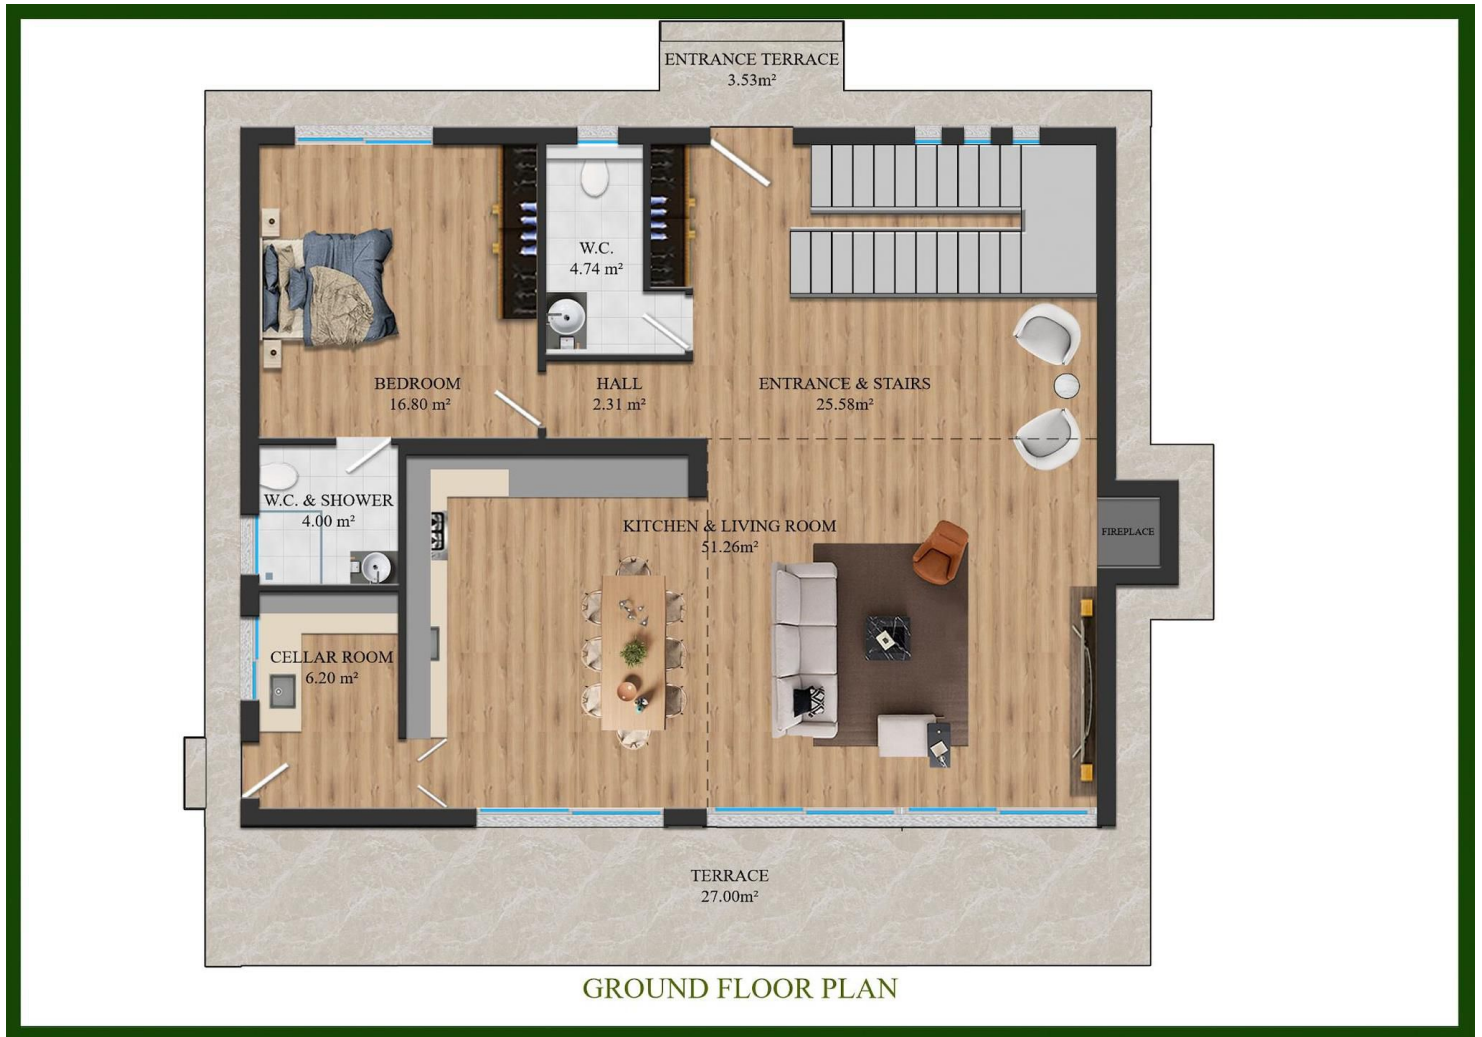 ENTRANCE TERRACE
3.53m²
W.C.
4.74 m²
BEDROOM
16.80 m²
HALL
2.31 m²
ENTRANCE & STAIRS
25.58m²
W.C. & SHOWER
4.00 m²
KITCHEN & LIVING ROOM
51.26m²
FIREPLACE
CELLAR ROOM
6.20 m²
TERRACE
27.00m²
GROUND FLOOR PLAN